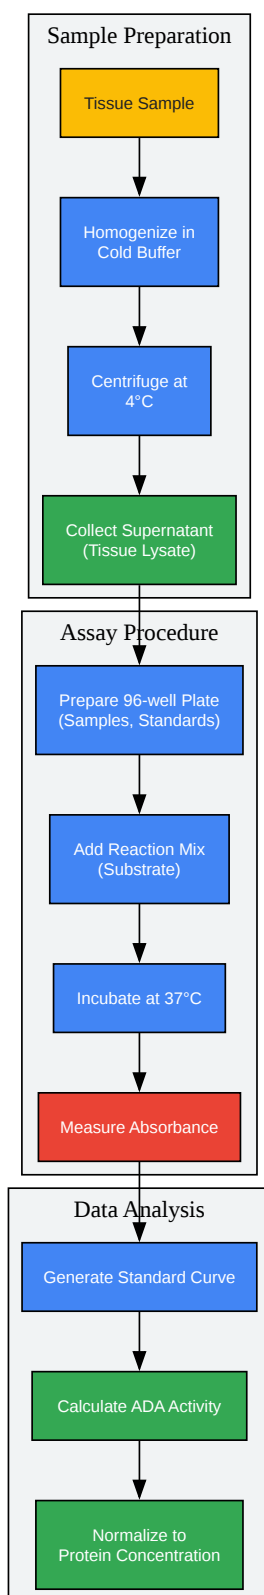 Sample Preparation
Tissue Sample
Homogenize in
Cold Buffer
Centrifuge at
4°C
Collect Supernatant
(Tissue Lysate)
Assay Procedure
Prepare 96-well Plate
(Samples, Standards)
Add Reaction Mix
(Substrate)
Incubate at 37°C
Measure Absorbance
Data Analysis
Generate Standard Curve
Calculate ADA Activity
Normalize to
Protein Concentration